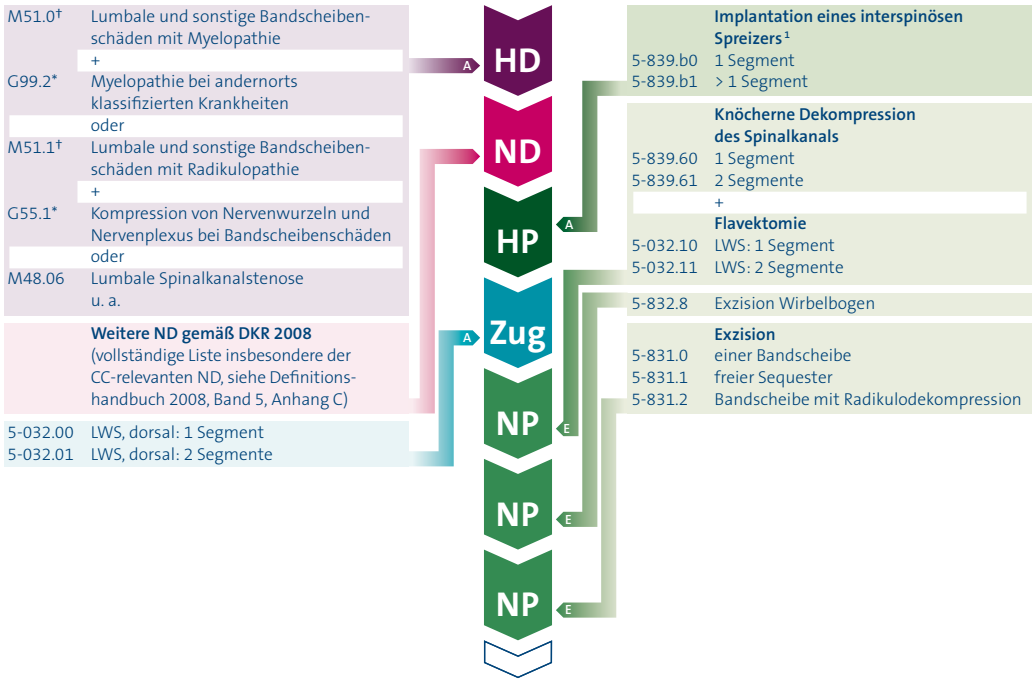 M51.0† Lumbale und sonstige Bandscheiben-
schäden mit Myelopathie
+
G99.2* Myelopathie bei andernorts
klassifizierten Krankheiten
oder
M51.1† Lumbale und sonstige Bandscheiben-
schäden mit Radikulopathie
+
G55.1* Kompression von Nervenwurzeln und
Nervenplexus bei Bandscheibenschäden
oder
M48.06 Lumbale Spinalkanalstenose
u. a.
Weitere ND gemäß DKR 2008
(vollständige Liste insbesondere der
CC-relevanten ND, siehe Definitions-
handbuch 2008, Band 5, Anhang C)
5-032.00 LWS, dorsal: 1 Segment
5-032.01 LWS, dorsal: 2 Segmente
A
A
HD
ND
HP
Zug
NP
NP
NP
A
E
E
E
Implantation eines interspinösen
Spreizers¹
5-839.b0 1 Segment
5-839.b1 > 1 Segment
Knöcherne Dekompression
des Spinalkanals
5-839.60 1 Segment
5-839.61 2 Segmente
+
Flavektomie
5-032.10 LWS: 1 Segment
5-032.11 LWS: 2 Segmente
5-832.8 Exzision Wirbelbogen
Exzision
5-831.0 einer Bandscheibe
5-831.1 freier Sequester
5-831.2 Bandscheibe mit Radikulodekompression